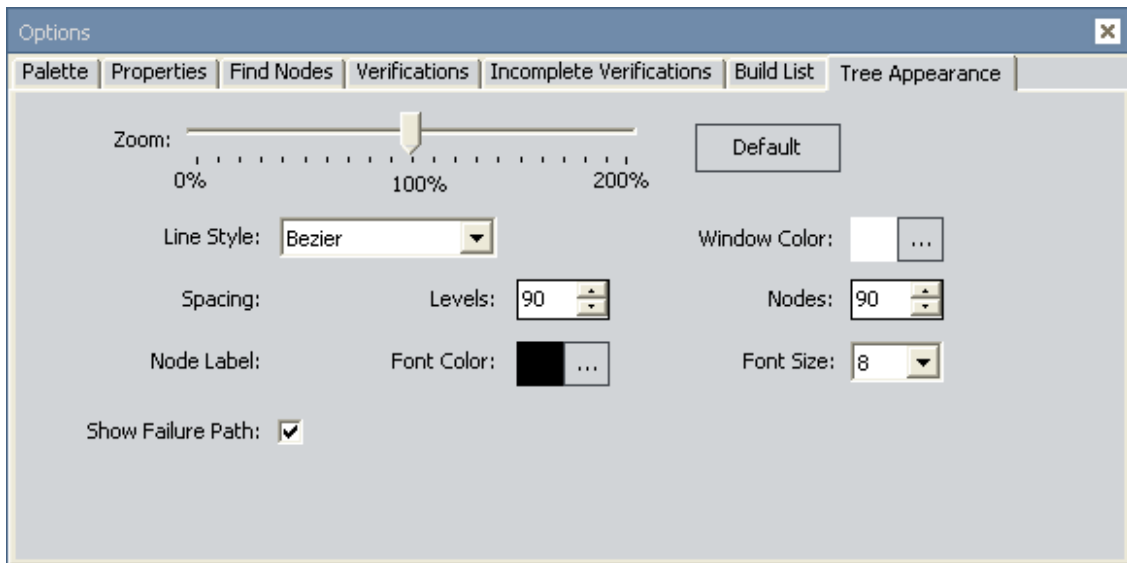 Options
Palette Properties Find Nodes Verifications Incomplete Verifications Build List Tree Appearance
Zoom: Default
0% 100% 200%
Line Style: Bezier Window Color: ...
Spacing: Levels: 90 Nodes: 90
Node Label: Font Color: ... Font Size: 8
Show Failure Path: